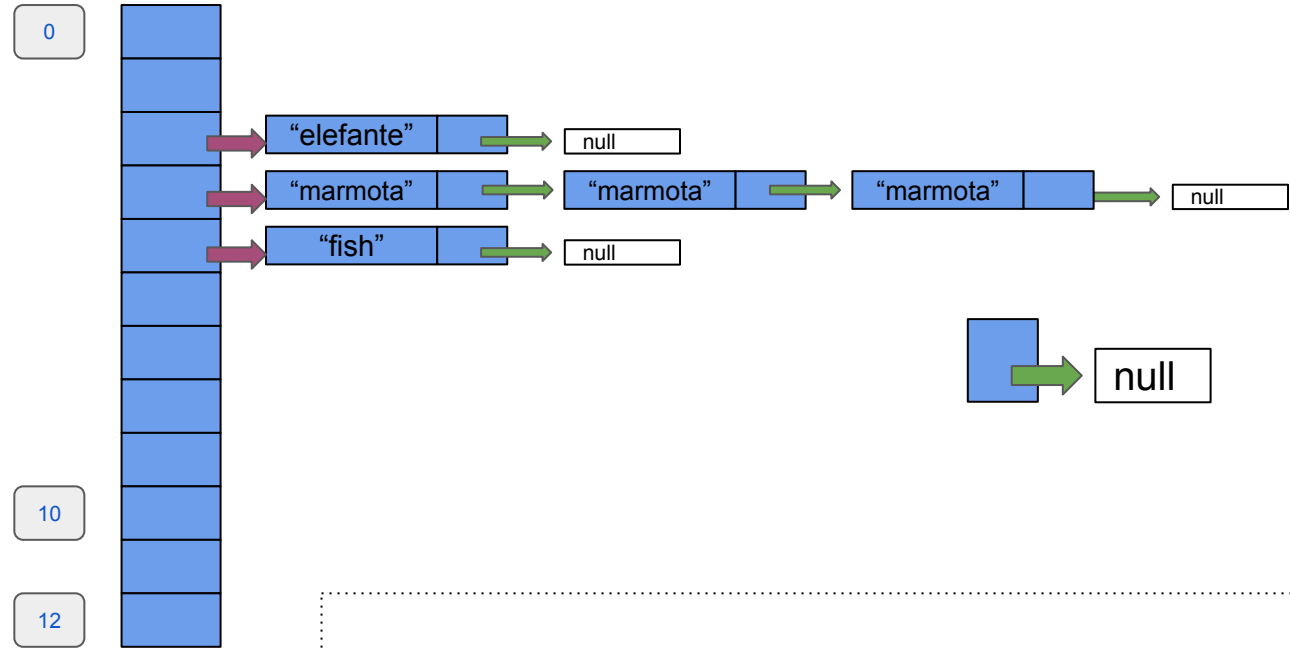 0
“elefante”
null
“marmota”
“marmota”
“marmota”
null
“fish”
null
null
10
12